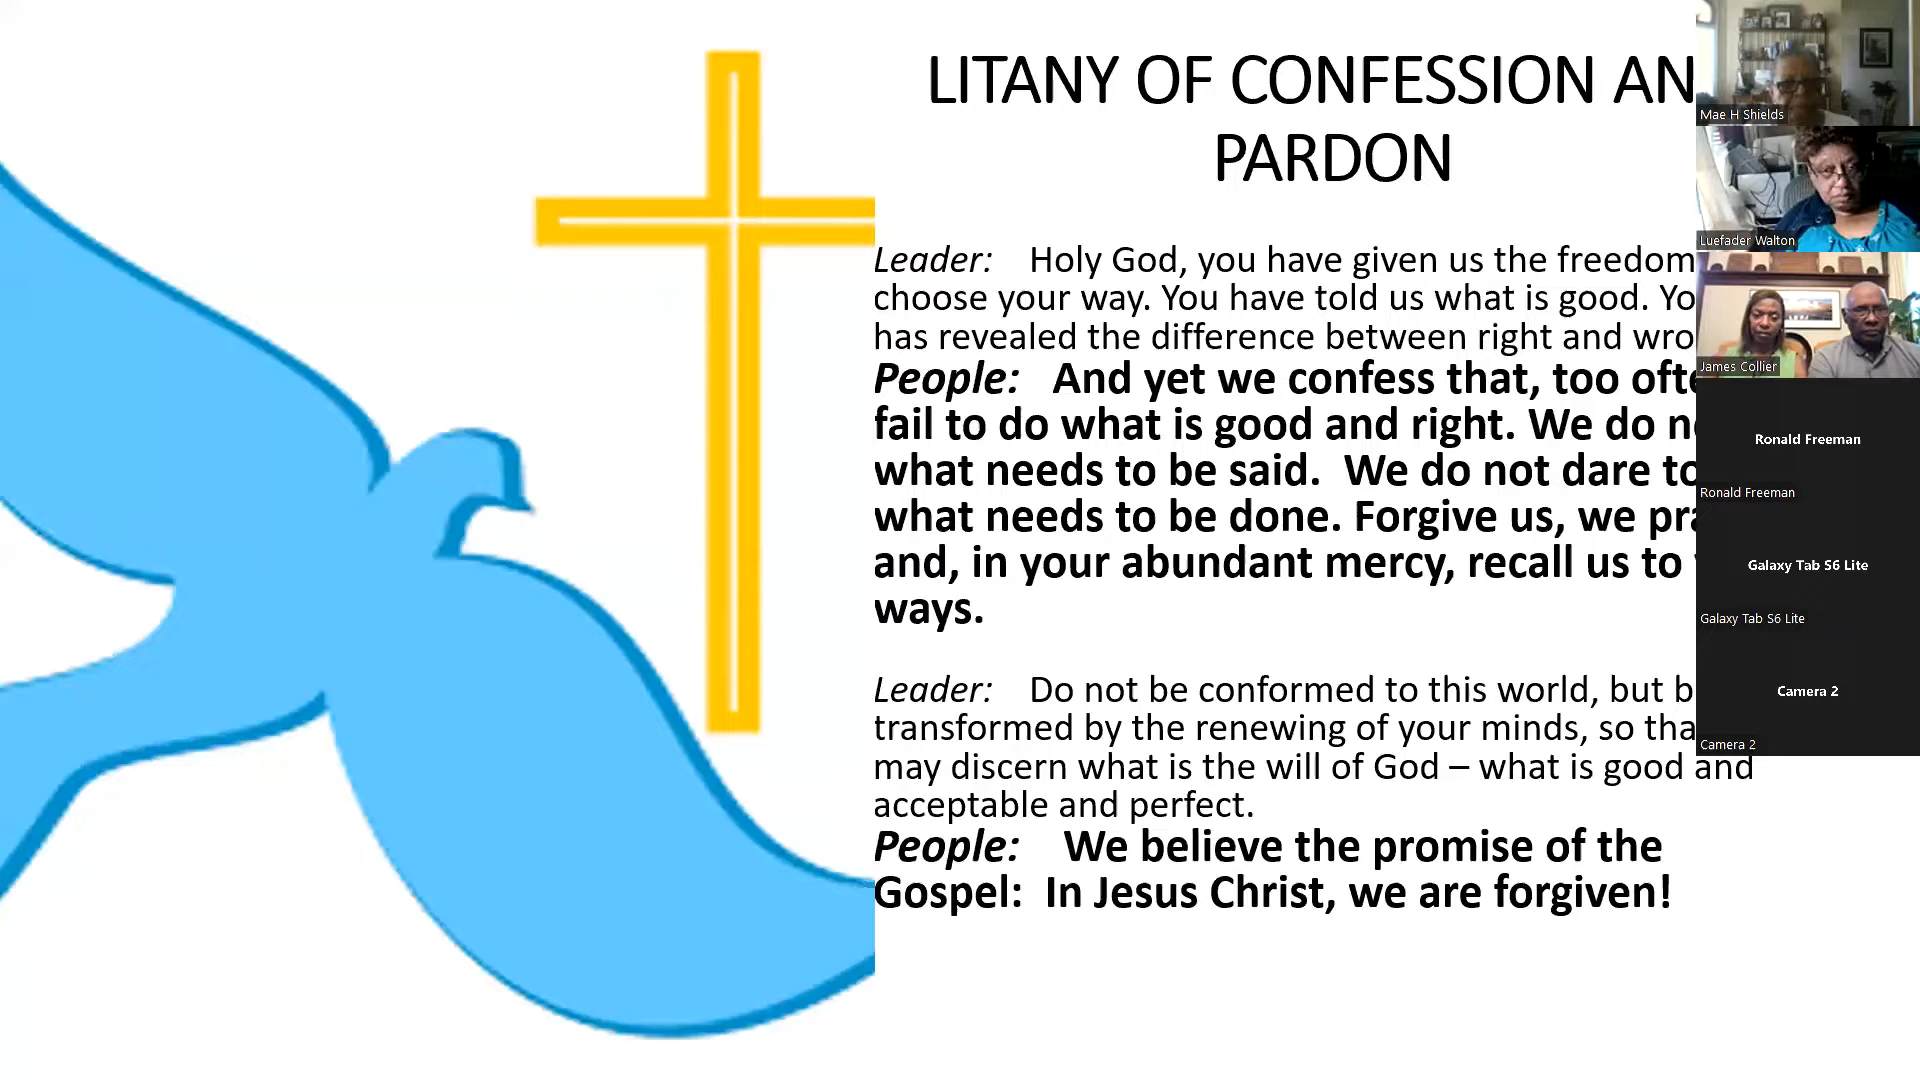 LITANY OF CONFESSION AN
PARDON
Leader: Holy God, you have given us the freedom
choose your way. You have told us what is good. Yo
has revealed the difference between right and wro
People: And yet we confess that, too ofte
fail to do what is good and right. We do n
what needs to be said. We do not dare to
what needs to be done. Forgive us, we pra
and, in your abundant mercy, recall us to
ways.
Leader: Do not be conformed to this world, but b
transformed by the renewing of your minds, so tha
may discern what is the will of God – what is good and
acceptable and perfect.
People: We believe the promise of the
Gospel: In Jesus Christ, we are forgiven!
Mae H Shields
Luefader Walton
James Collier
Ronald Freeman
Ronald Freeman
Galaxy Tab S6 Lite
Galaxy Tab S6 Lite
Camera 2
Camera 2